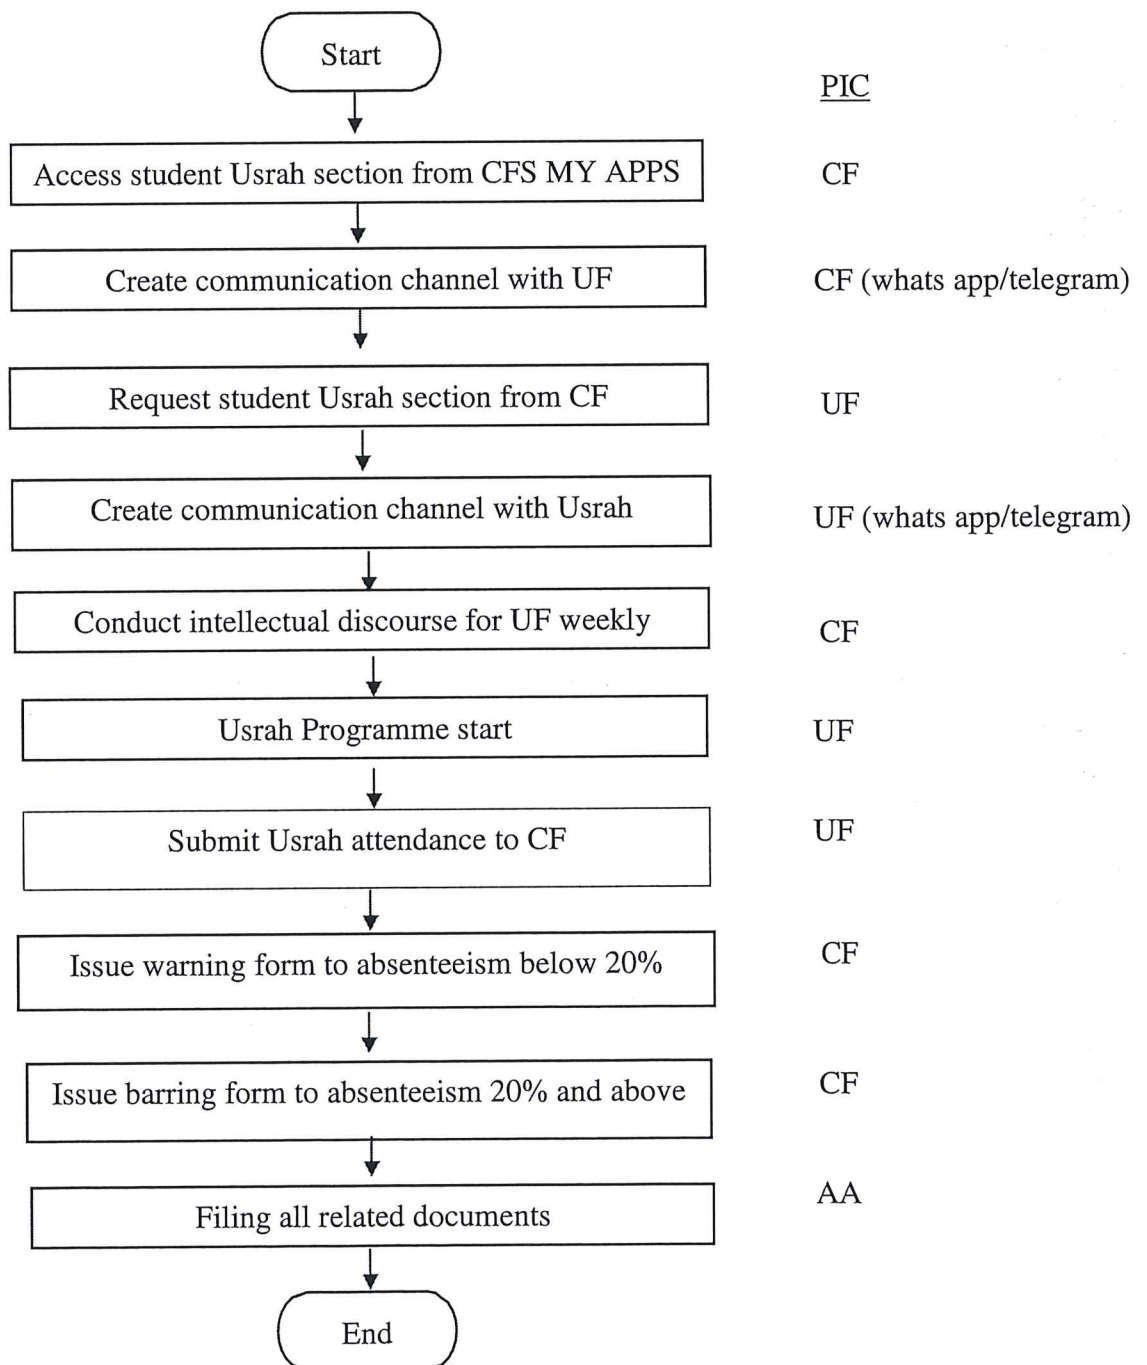 Start
PIC
Access student Usrah section from CFS MY APPS
CF
Create communication channel with UF
CF (whats app/telegram)
Request student Usrah section from CF
UF
Create communication channel with Usrah
UF (whats app/telegram)
Conduct intellectual discourse for UF weekly
CF
Usrah Programme start
UF
Submit Usrah attendance to CF
UF
Issue warning form to absenteeism below 20%
CF
Issue barring form to absenteeism 20% and above
CF
Filing all related documents
AA
End